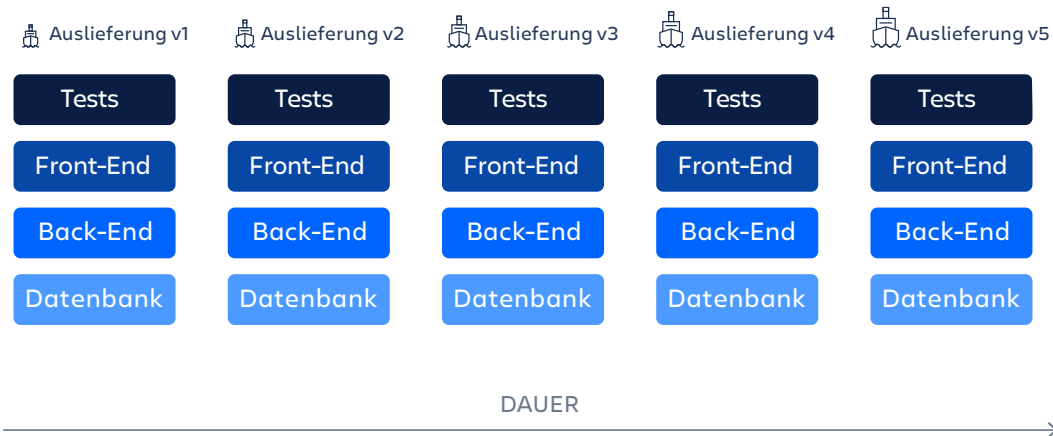 Auslieferung v1 Auslieferung v2 Auslieferung v3 Auslieferung v4 Auslieferung v5
Tests Tests Tests Tests Tests
Front-End Front-End Front-End Front-End Front-End
Back-End Back-End Back-End Back-End Back-End
Datenbank Datenbank Datenbank Datenbank Datenbank
DAUER